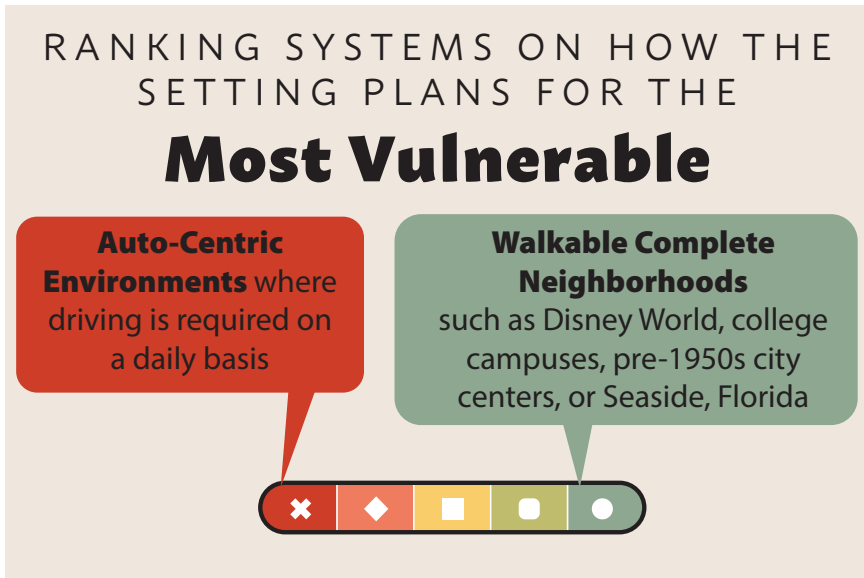 RANKING SYSTEMS ON HOW THE
SETTING PLANS FOR THE
Most Vulnerable
Auto-Centric
Environments where
driving is required on
a daily basis
Walkable Complete
Neighborhoods
such as Disney World, college
campuses, pre-1950s city
centers, or Seaside, Florida